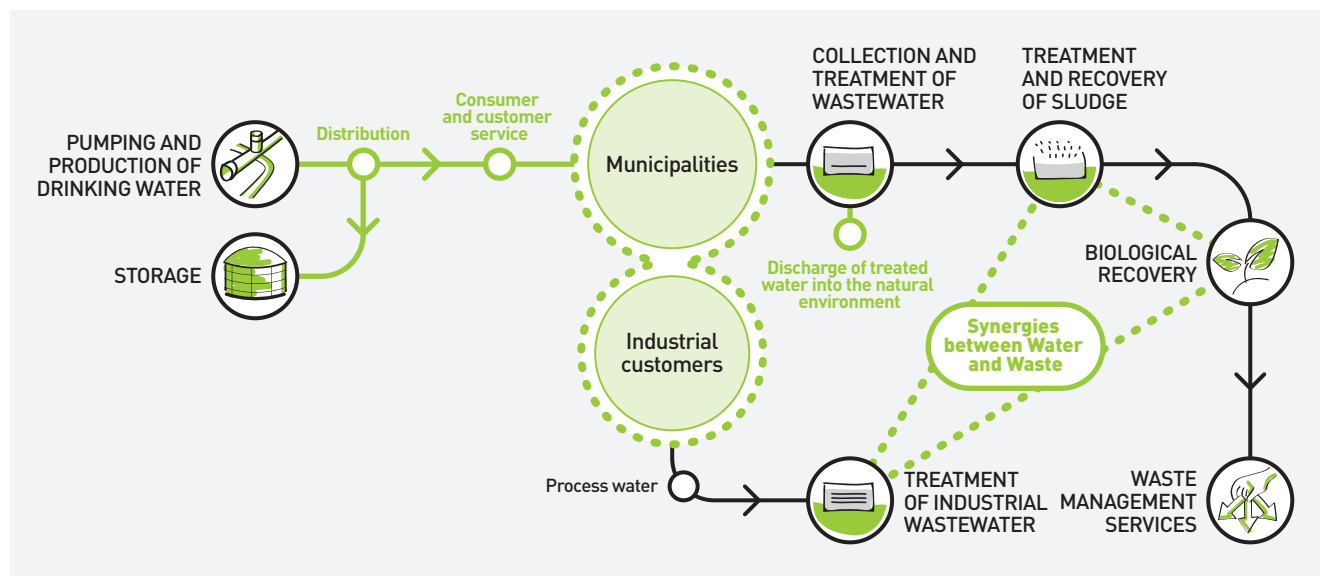 PUMPING AND
PRODUCTION OF
DRINKING WATER
STORAGE
Distribution
Consumer
and customer
service
Municipalities
Industrial
customers
Process water
COLLECTION AND
TREATMENT OF
WASTEWATER
Discharge of treated
water into the natural
environment
TREATMENT
AND RECOVERY
OF SLUDGE
BIOLOGICAL
RECOVERY
Synergies
between Water
and Waste
TREATMENT
OF INDUSTRIAL
WASTEWATER
WASTE
MANAGEMENT
SERVICES